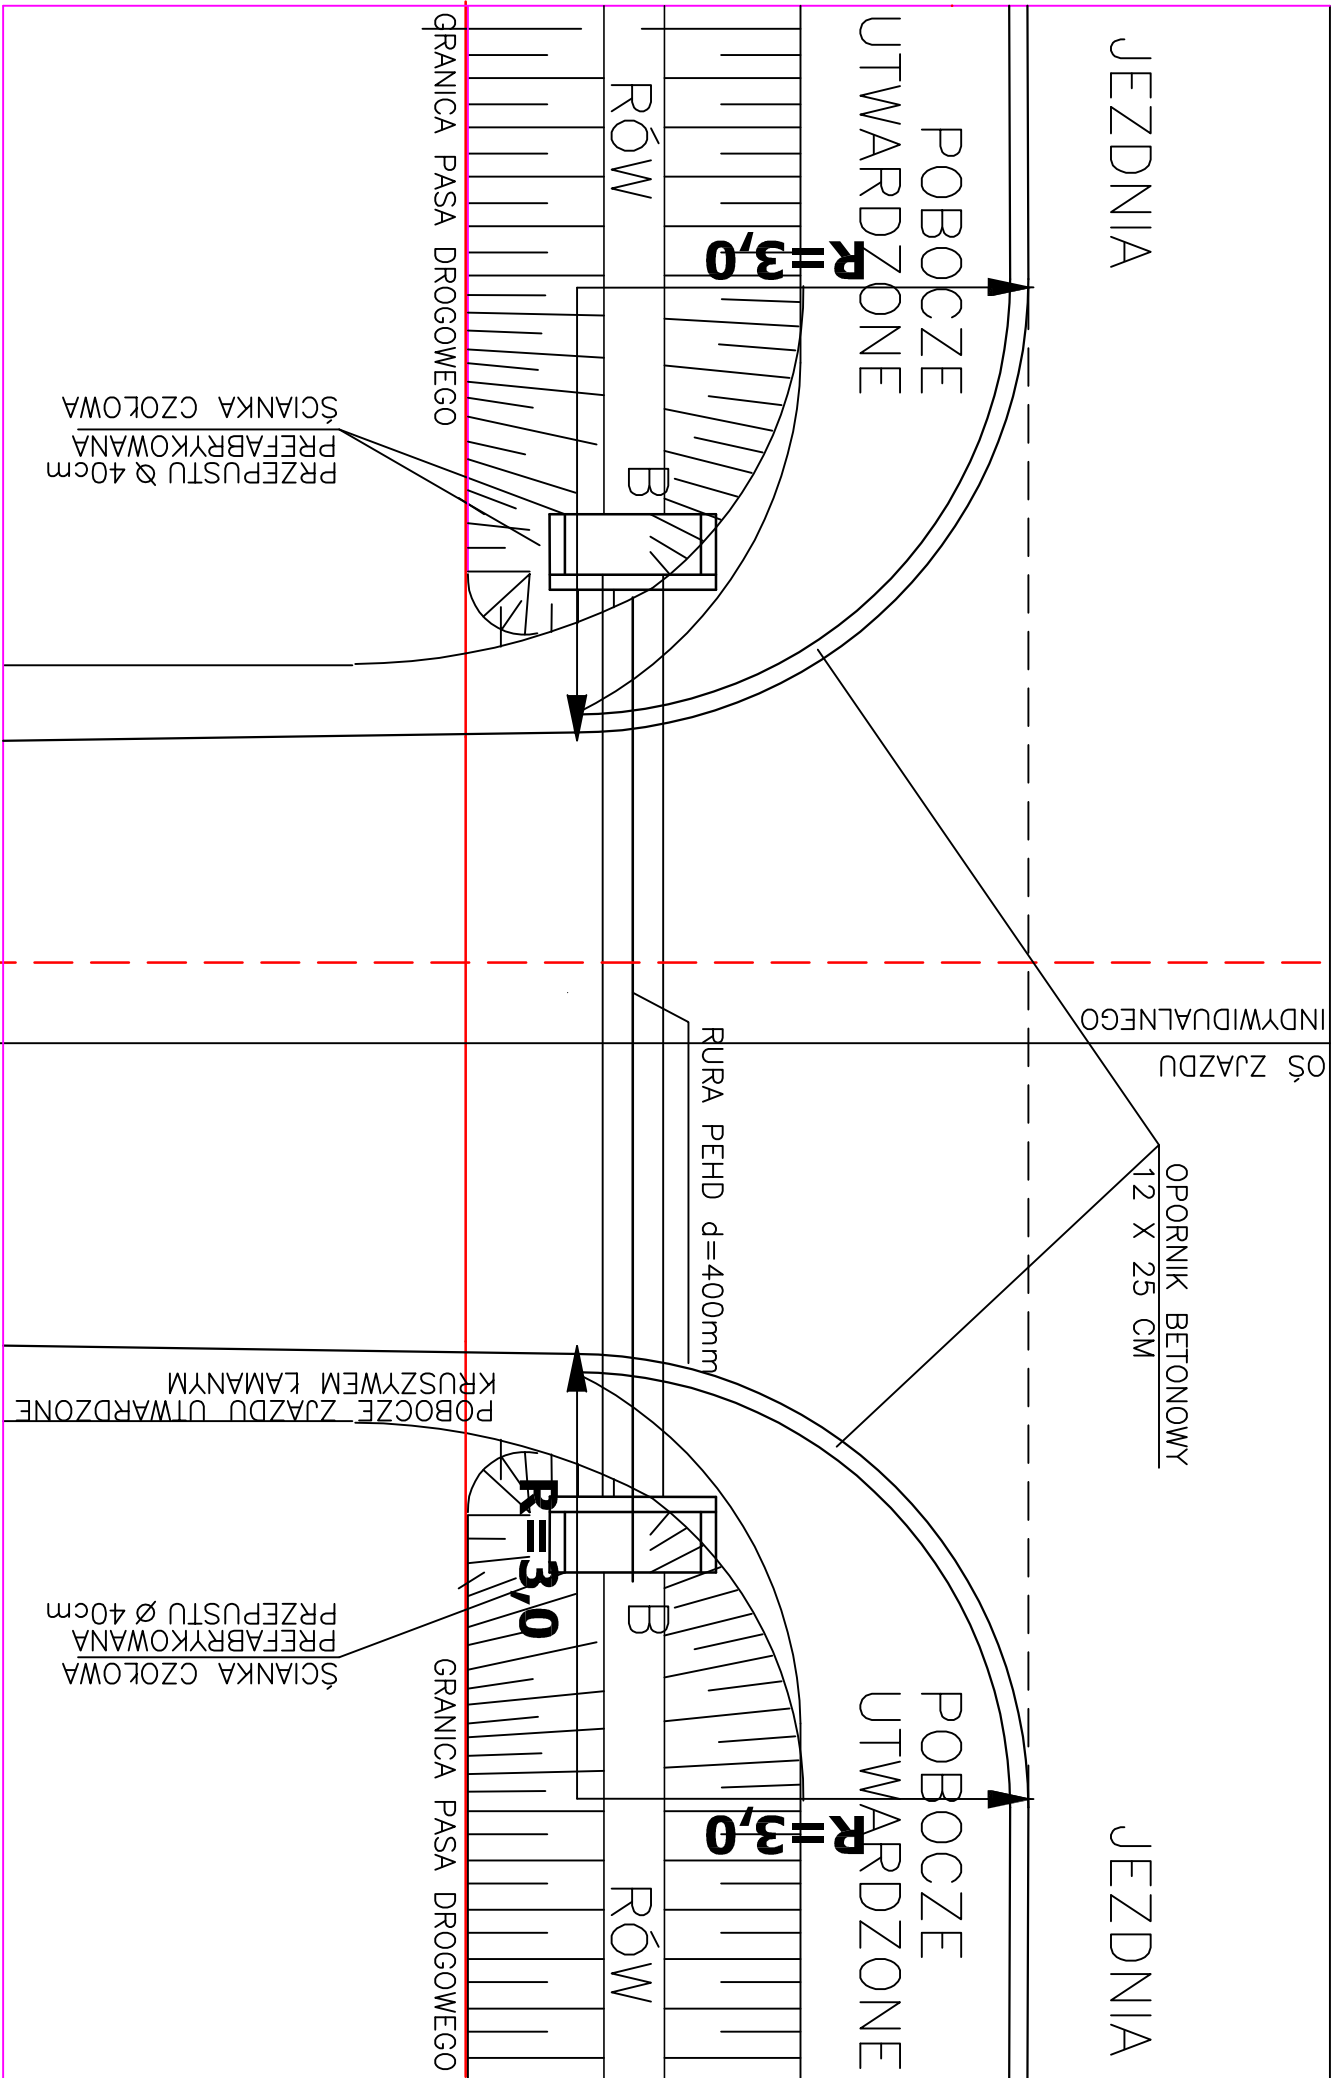 JEZDNIA
POBOCZE
UTWARDZONE
RÓW
GRANICA PASA DROGOWEGO
R=3,0
B
ŚCIANKA CZOŁOWA
PREFABRYKOWANA
PRZEPUSTU Ø 40cm
OŚ ZJAZDU
INDYWIDUALNEGO
RURA PEHD d=400mm
OPORNIK BETONOWY
12 X 25 CM
POBOCZE ZJAZDU UTWARDZONE
KRUSZYWEM ŁAMANYM
R=3,0
B
ŚCIANKA CZOŁOWA
PREFABRYKOWANA
PRZEPUSTU Ø 40cm
JEZDNIA
POBOCZE
UTWARDZONE
R=3,0
RÓW
GRANICA PASA DROGOWEGO